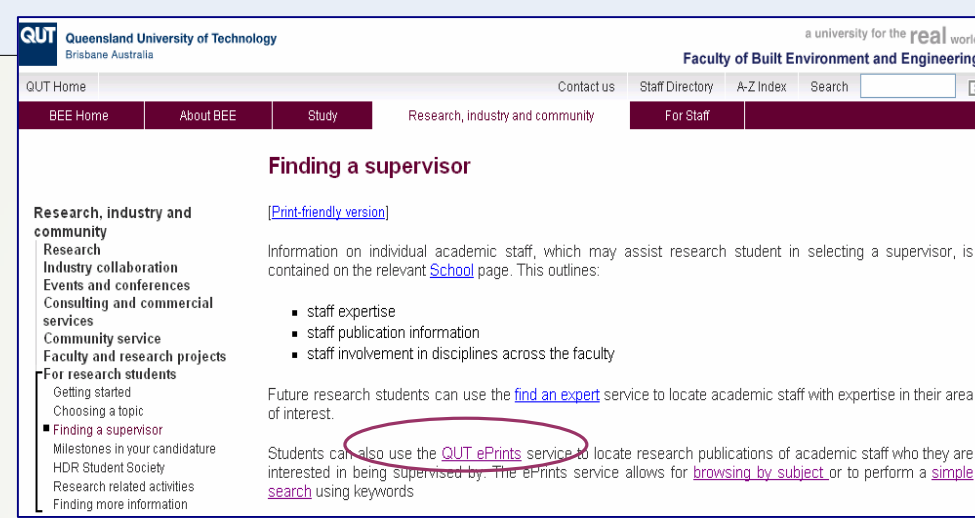 QUT Queensland University of Technology
Brisbane Australia
a university for the real world
Faculty of Built Environment and Engineering
QUT Home
Contact us Staff Directory A-Z Index Search
BEE Home About BEE Study Research, industry and community For Staff
Finding a supervisor
[Print-friendly version]
Research, industry and
community
Research
Industry collaboration
Events and conferences
Consulting and commercial
services
Community service
Faculty and research projects
For research students
Getting started
Choosing a topic
Finding a supervisor
Milestones in your candidature
HDR Student Society
Research related activities
Finding more information
Information on individual academic staff, which may assist research student in selecting a supervisor, is
contained on the relevant School page. This outlines:
staff expertise
staff publication information
staff involvement in disciplines across the faculty
Future research students can use the find an expert service to locate academic staff with expertise in their area
of interest.
Students can also use the QUT ePrints service to locate research publications of academic staff who they are
interested in being supervised by. The ePrints service allows for browsing by subject or to perform a simple
search using keywords